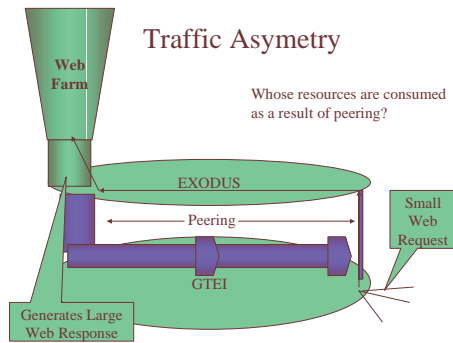 Traffic Asymetry
Web
Farm
Whose resources are consumed
as a result of peering?
EXODUS
Small
Web
Request
Peering
GTEI
Generates Large
Web Response